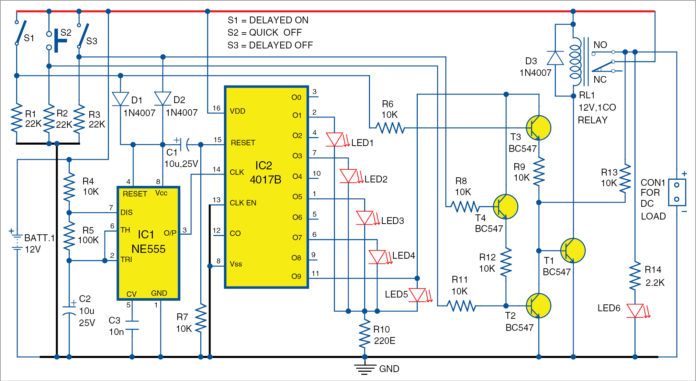 S1 = DELAYED ON
S2 = QUICK OFF
S3 = DELAYED OFF
S1
S2
S3
R1
22K
R2
22K
R3
22K
D1
1N4007
D2
1N4007
C1
10u,25V
R4
10K
R5
100K
BATT.1
12V
C2
10u
25V
C3
10n
4
8
RESET
Vcc
7
DIS
6
TH
2
TRI
IC1
NE555
O/P
3
CV
GND
5
1
R7
10K
16
VDD
15
RESET
14
CLK
13
CLK EN
12
CO
8
Vss
IC2
4017B
O0
3
O1
2
O2
4
O3
7
O4
10
O5
1
O6
5
O7
6
O8
9
O9
11
LED1
LED2
LED3
LED4
LED5
R10
220E
GND
R6
10K
R8
10K
R11
10K
T4
BC547
R12
10K
T3
BC547
R9
10K
T1
BC547
T2
BC547
D3
1N4007
NO
NC
RL1
12V,1CO
RELAY
R13
10K
R14
2.2K
LED6
CON1
FOR
DC
LOAD
+
−